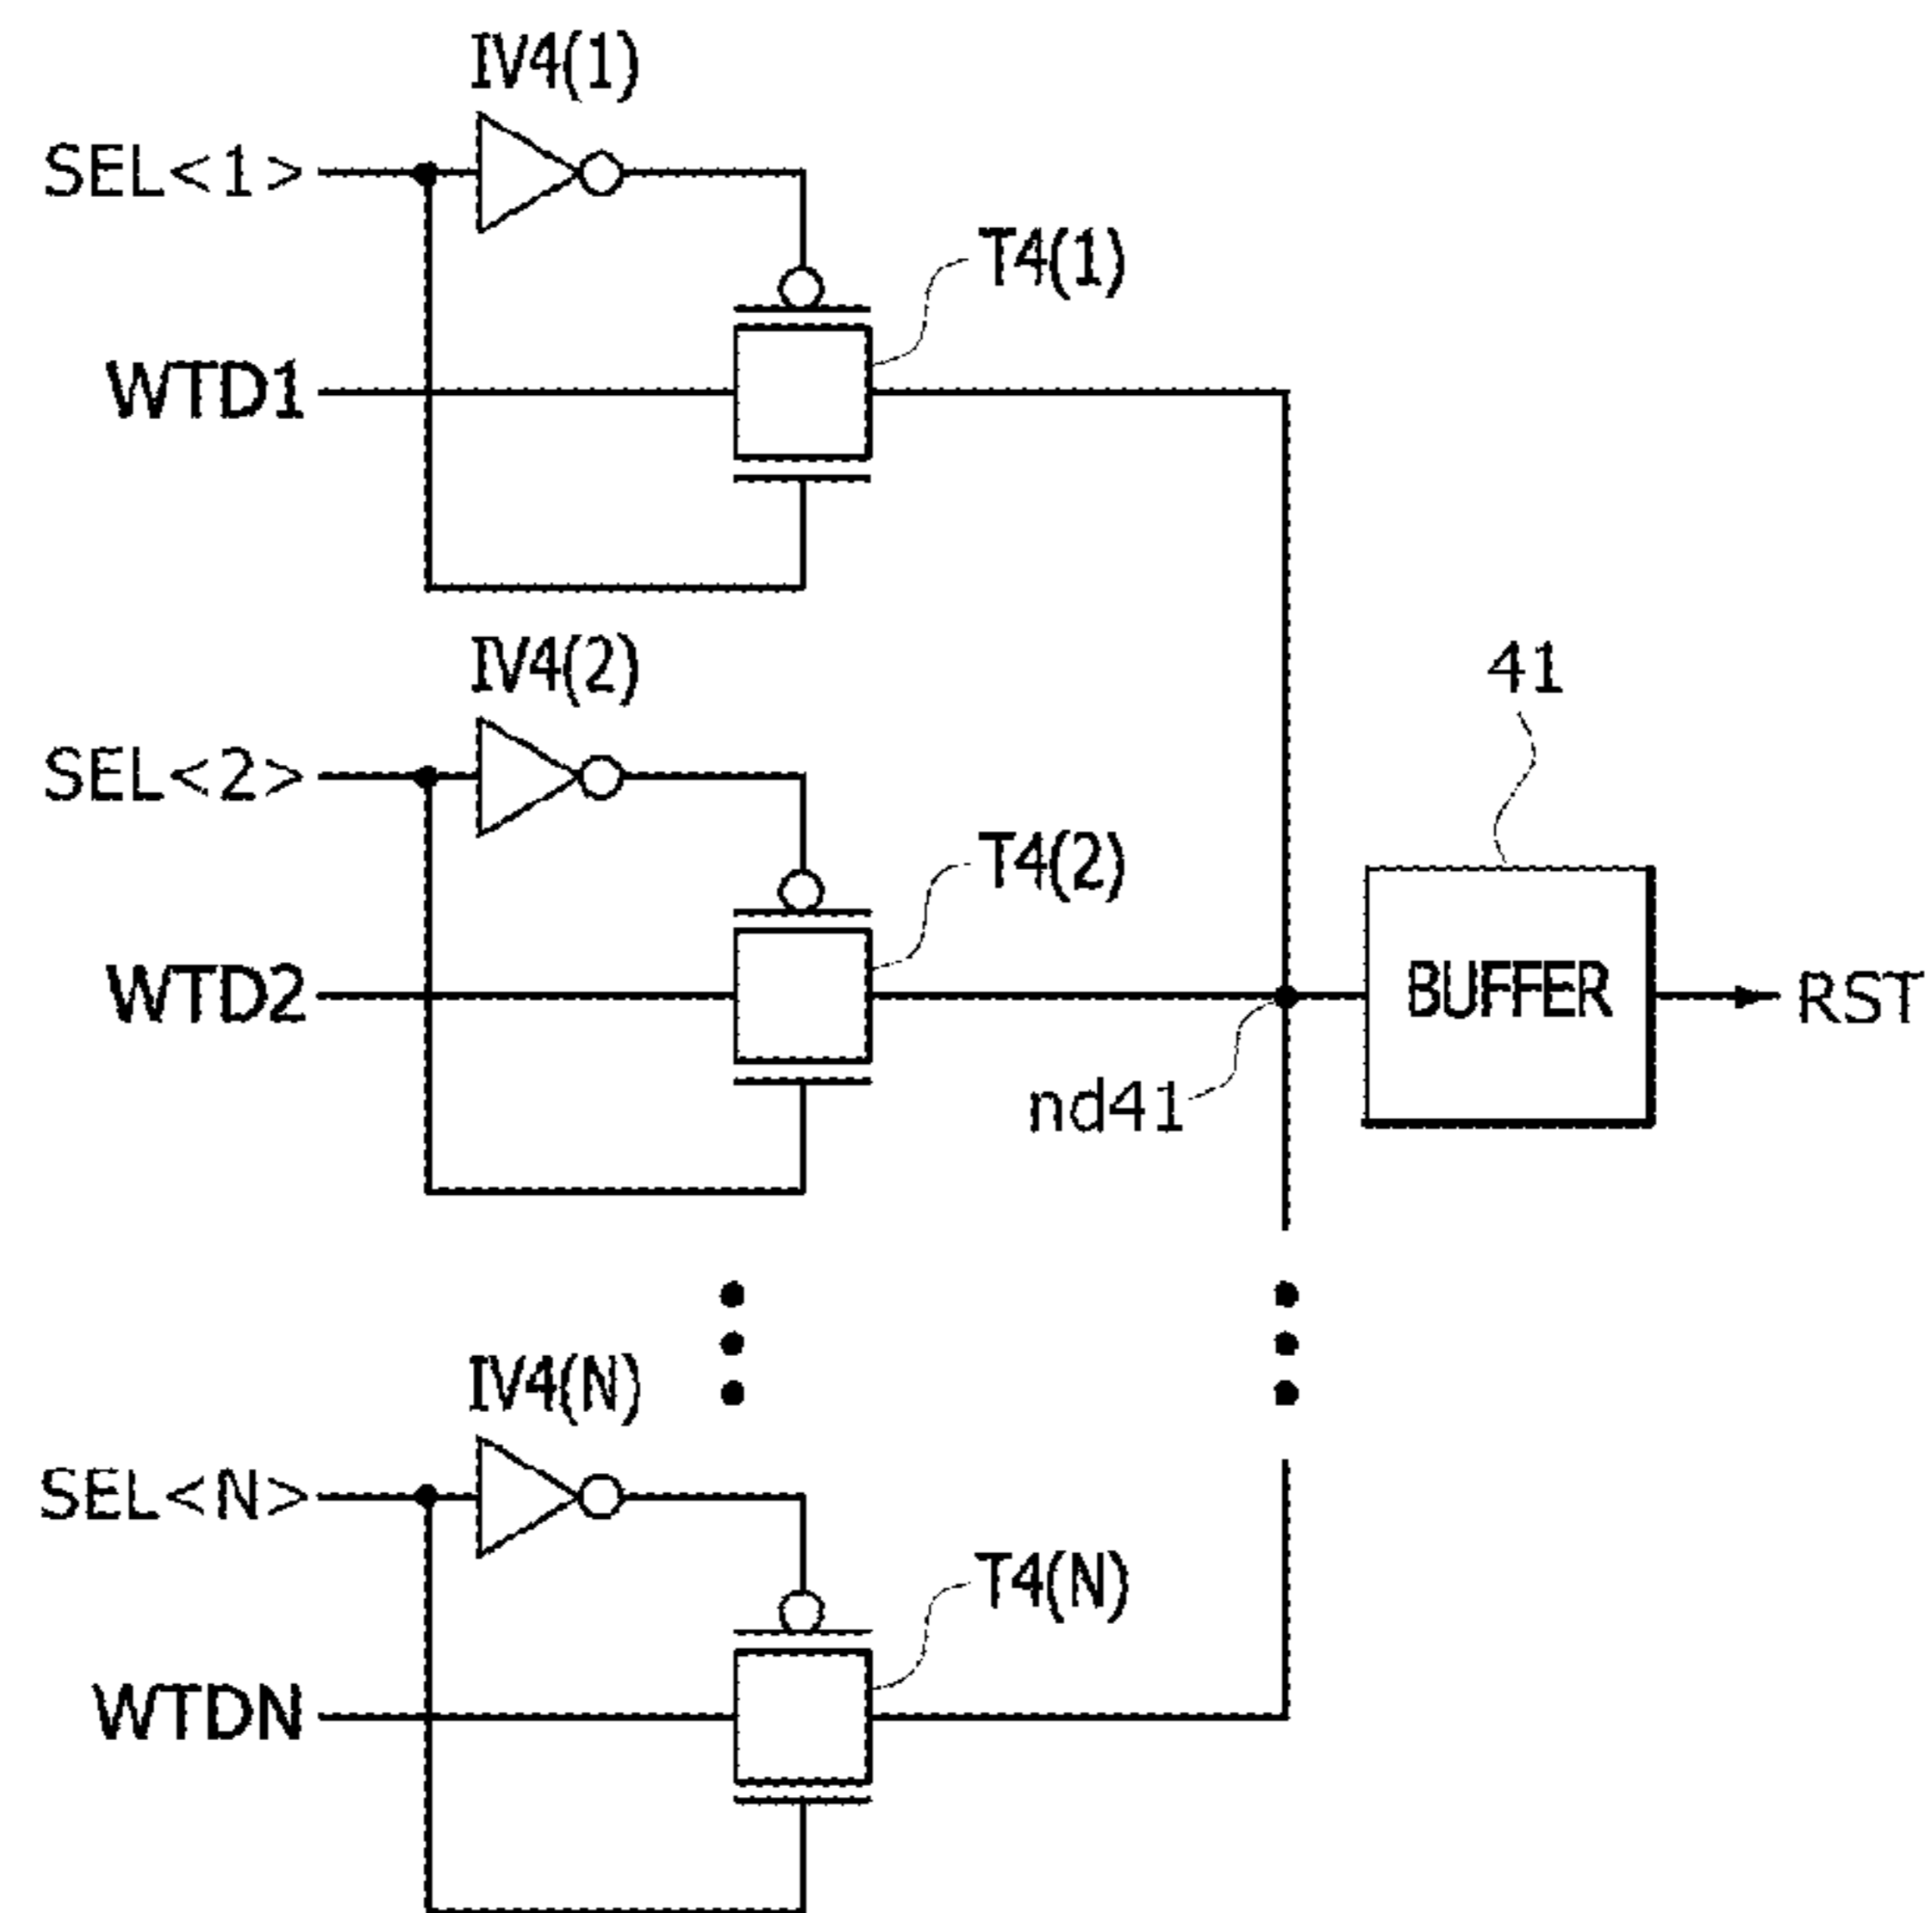 IV4(1)
SEL<1>
T4(1)
WTD1
IV4(2)
41
SEL<2>
T4(2)
WTD2
BUFFER
RST
nd41
IV4(N)
SEL<N>
T4(N)
WTDN